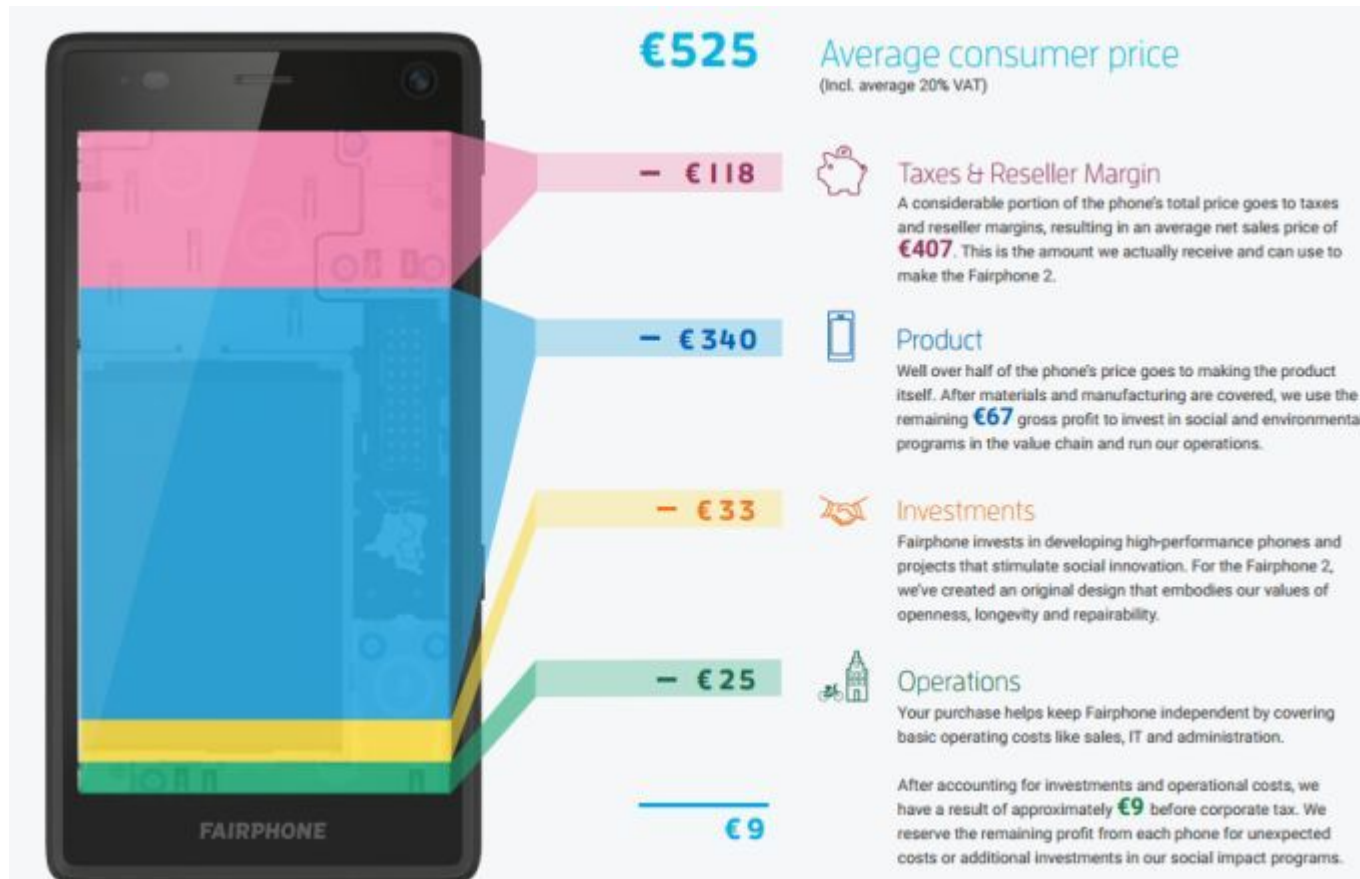 €525
Average consumer price
(Incl. average 20% VAT)
– €118
Taxes & Reseller Margin
A considerable portion of the phone's total price goes to taxes
and reseller margins, resulting in an average net sales price of
€407. This is the amount we actually receive and can use to
make the Fairphone 2.
– €340
Product
Well over half of the phone's price goes to making the product
itself. After materials and manufacturing are covered, we use the
remaining €67 gross profit to invest in social and environmenta
programs in the value chain and run our operations.
– €33
Investments
Fairphone invests in developing high-performance phones and
projects that stimulate social innovation. For the Fairphone 2,
we've created an original design that embodies our values of
openness, longevity and repairability.
– €25
Operations
Your purchase helps keep Fairphone independent by covering
basic operating costs like sales, IT and administration.
After accounting for investments and operational costs, we
have a result of approximately €9 before corporate tax. We
reserve the remaining profit from each phone for unexpected
costs or additional investments in our social impact programs.
€9
FAIRPHONE